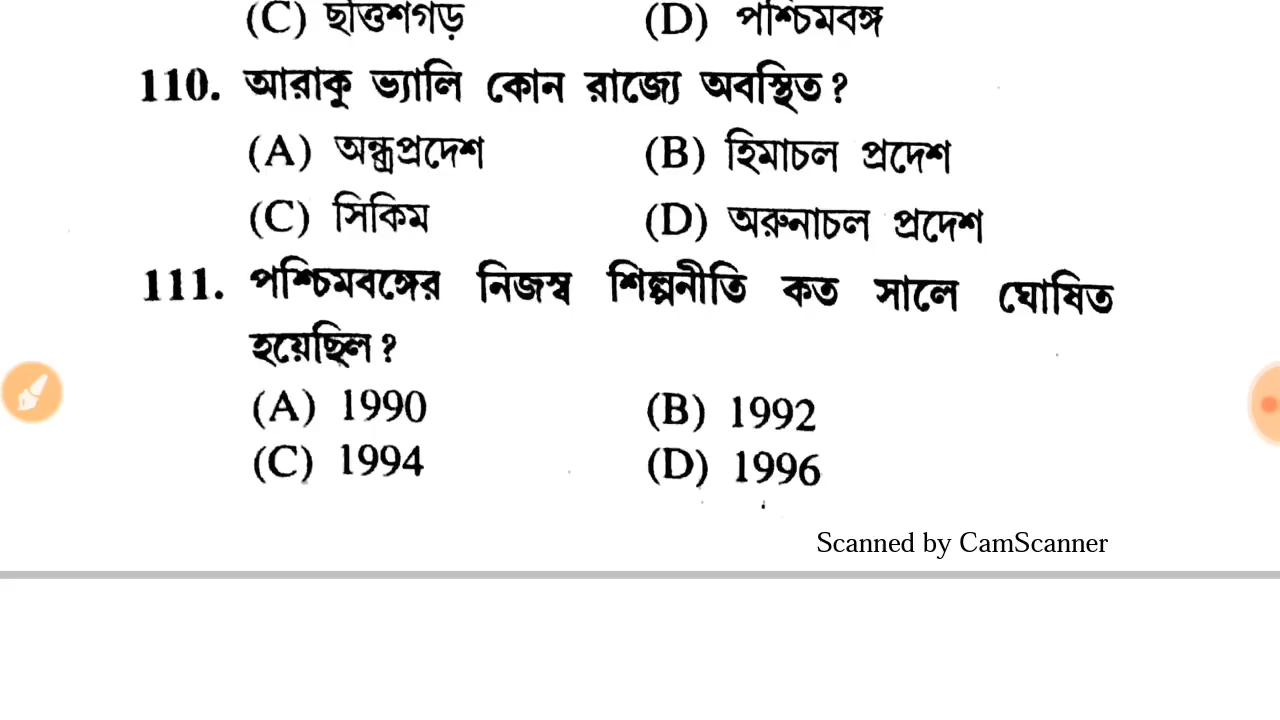 (C) ছত্তিশগড় (D) পশ্চিমবঙ্গ
110. আরাকু ভ্যালি কোন রাজ্যে অবস্থিত?
(A) অন্ধ্রপ্রদেশ (B) হিমাচল প্রদেশ
(C) সিকিম (D) অরুনাচল প্রদেশ
111. পশ্চিমবঙ্গের নিজস্ব শিল্পনীতি কত সালে ঘোষিত
হয়েছিল?
(A) 1990 (B) 1992
(C) 1994 (D) 1996
Scanned by CamScanner